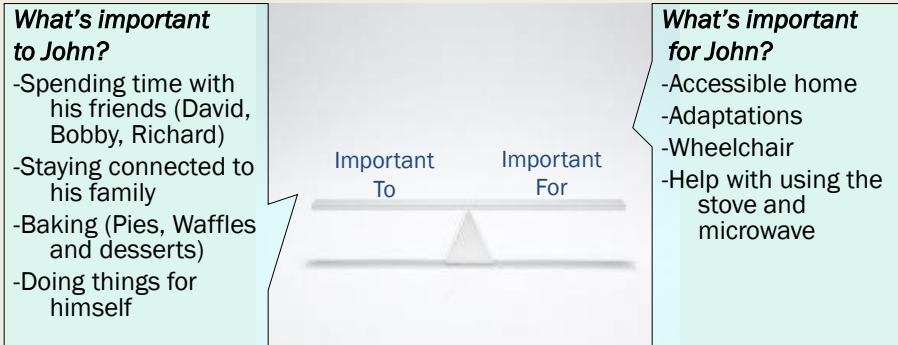 What's important
to John?
-Spending time with
his friends (David,
Bobby, Richard)
-Staying connected to
his family
-Baking (Pies, Waffles
and desserts)
-Doing things for
himself
Important
To
Important
For
What's important
for John?
-Accessible home
-Adaptations
-Wheelchair
-Help with using the
stove and
microwave